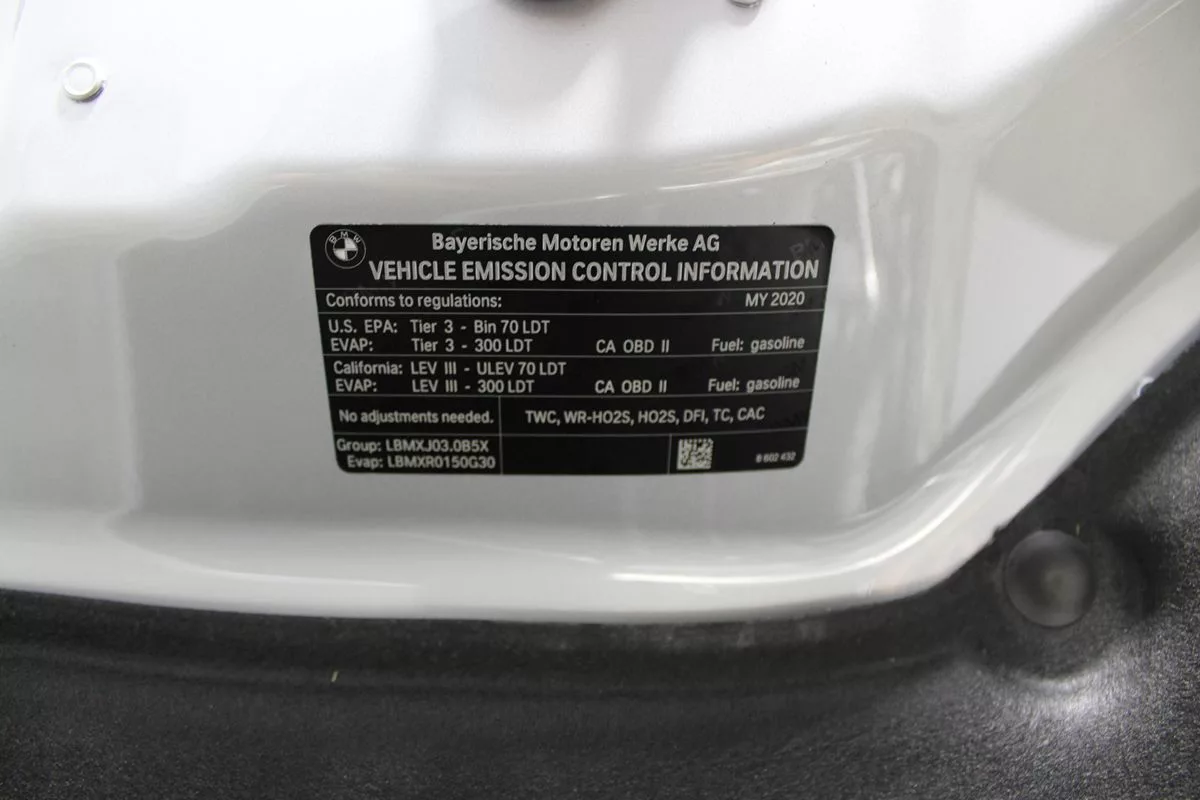 BMW
Bayerische Motoren Werke AG
VEHICLE EMISSION CONTROL INFORMATION
Conforms to regulations: MY 2020
U.S. EPA: Tier 3 - Bin 70 LDT
EVAP: Tier 3 - 300 LDT CA OBD II Fuel: gasoline
California: LEV III - ULEV 70 LDT
EVAP: LEV III - 300 LDT CA OBD II Fuel: gasoline
No adjustments needed. TWC, WR-HO2S, HO2S, DFI, TC, CAC
Group: LBMXJ03.0B5X
Evap: LBMXR0150G30 8 602 432